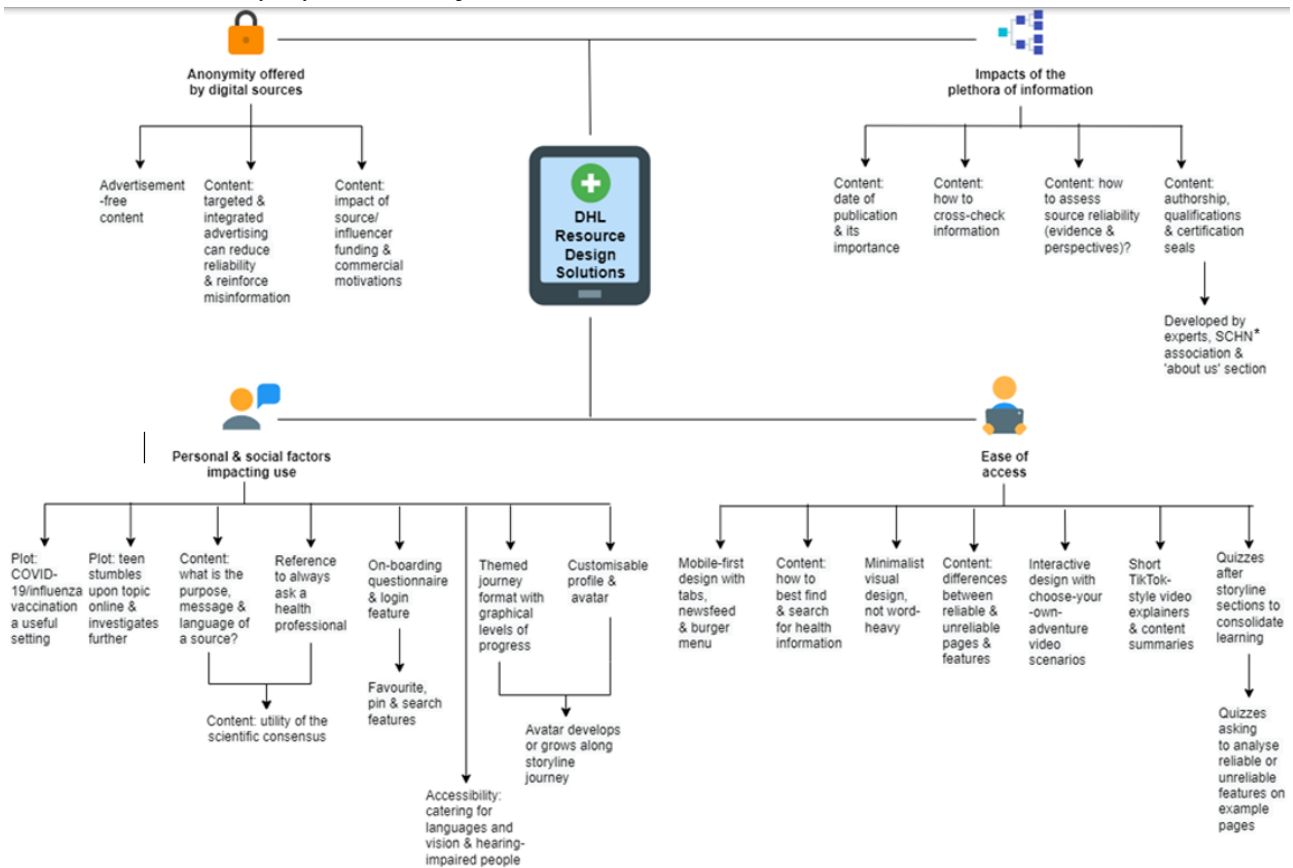 Anonymity offered
by digital sources
Impacts of the
plethora of information
DHL
Resource
Design
Solutions
Advertisement
-free
content
Content:
targeted &
integrated
advertising
can reduce
reliability
& reinforce
misinformation
Content:
impact of
source/
influencer
funding &
commercial
motivations
Content:
date of
publication
& its
importance
Content:
how to
cross-check
information
Content: how
to assess
source reliability
(evidence &
perspectives)?
Content:
authorship,
qualifications
& certification
seals
Developed by
experts, SCHN*
association &
'about us' section
Personal & social factors
impacting use
Ease of
access
Plot:
COVID-
19/influenza
vaccination
a useful
setting
Plot: teen
stumbles
upon topic
online &
investigates
further
Content:
what is the
purpose,
message &
language of
a source?
Reference
to always
ask a
health
professional
Content: utility of the
scientific consensus
On-boarding
questionnaire
& login
feature
Favourite,
pin & search
features
Accessibility:
catering for
languages and
vision & hearing-
impaired people
Themed
journey
format with
graphical
levels of
progress
Customisable
profile &
avatar
Avatar develops
or grows along
storyline
journey
Mobile-first
design with
tabs,
newsfeed
& burger
menu
Content:
how to
best find
& search
for health
information
Minimalist
visual
design,
not word-
heavy
Content:
differences
between
reliable &
unreliable
pages &
features
Interactive
design with
choose-your
-own-
adventure
video
scenarios
Short
TikTok-
style video
explainers
& content
summaries
Quizzes
after
storyline
sections to
consolidate
learning
Quizzes
asking
to analyse
reliable or
unreliable
features on
example
pages